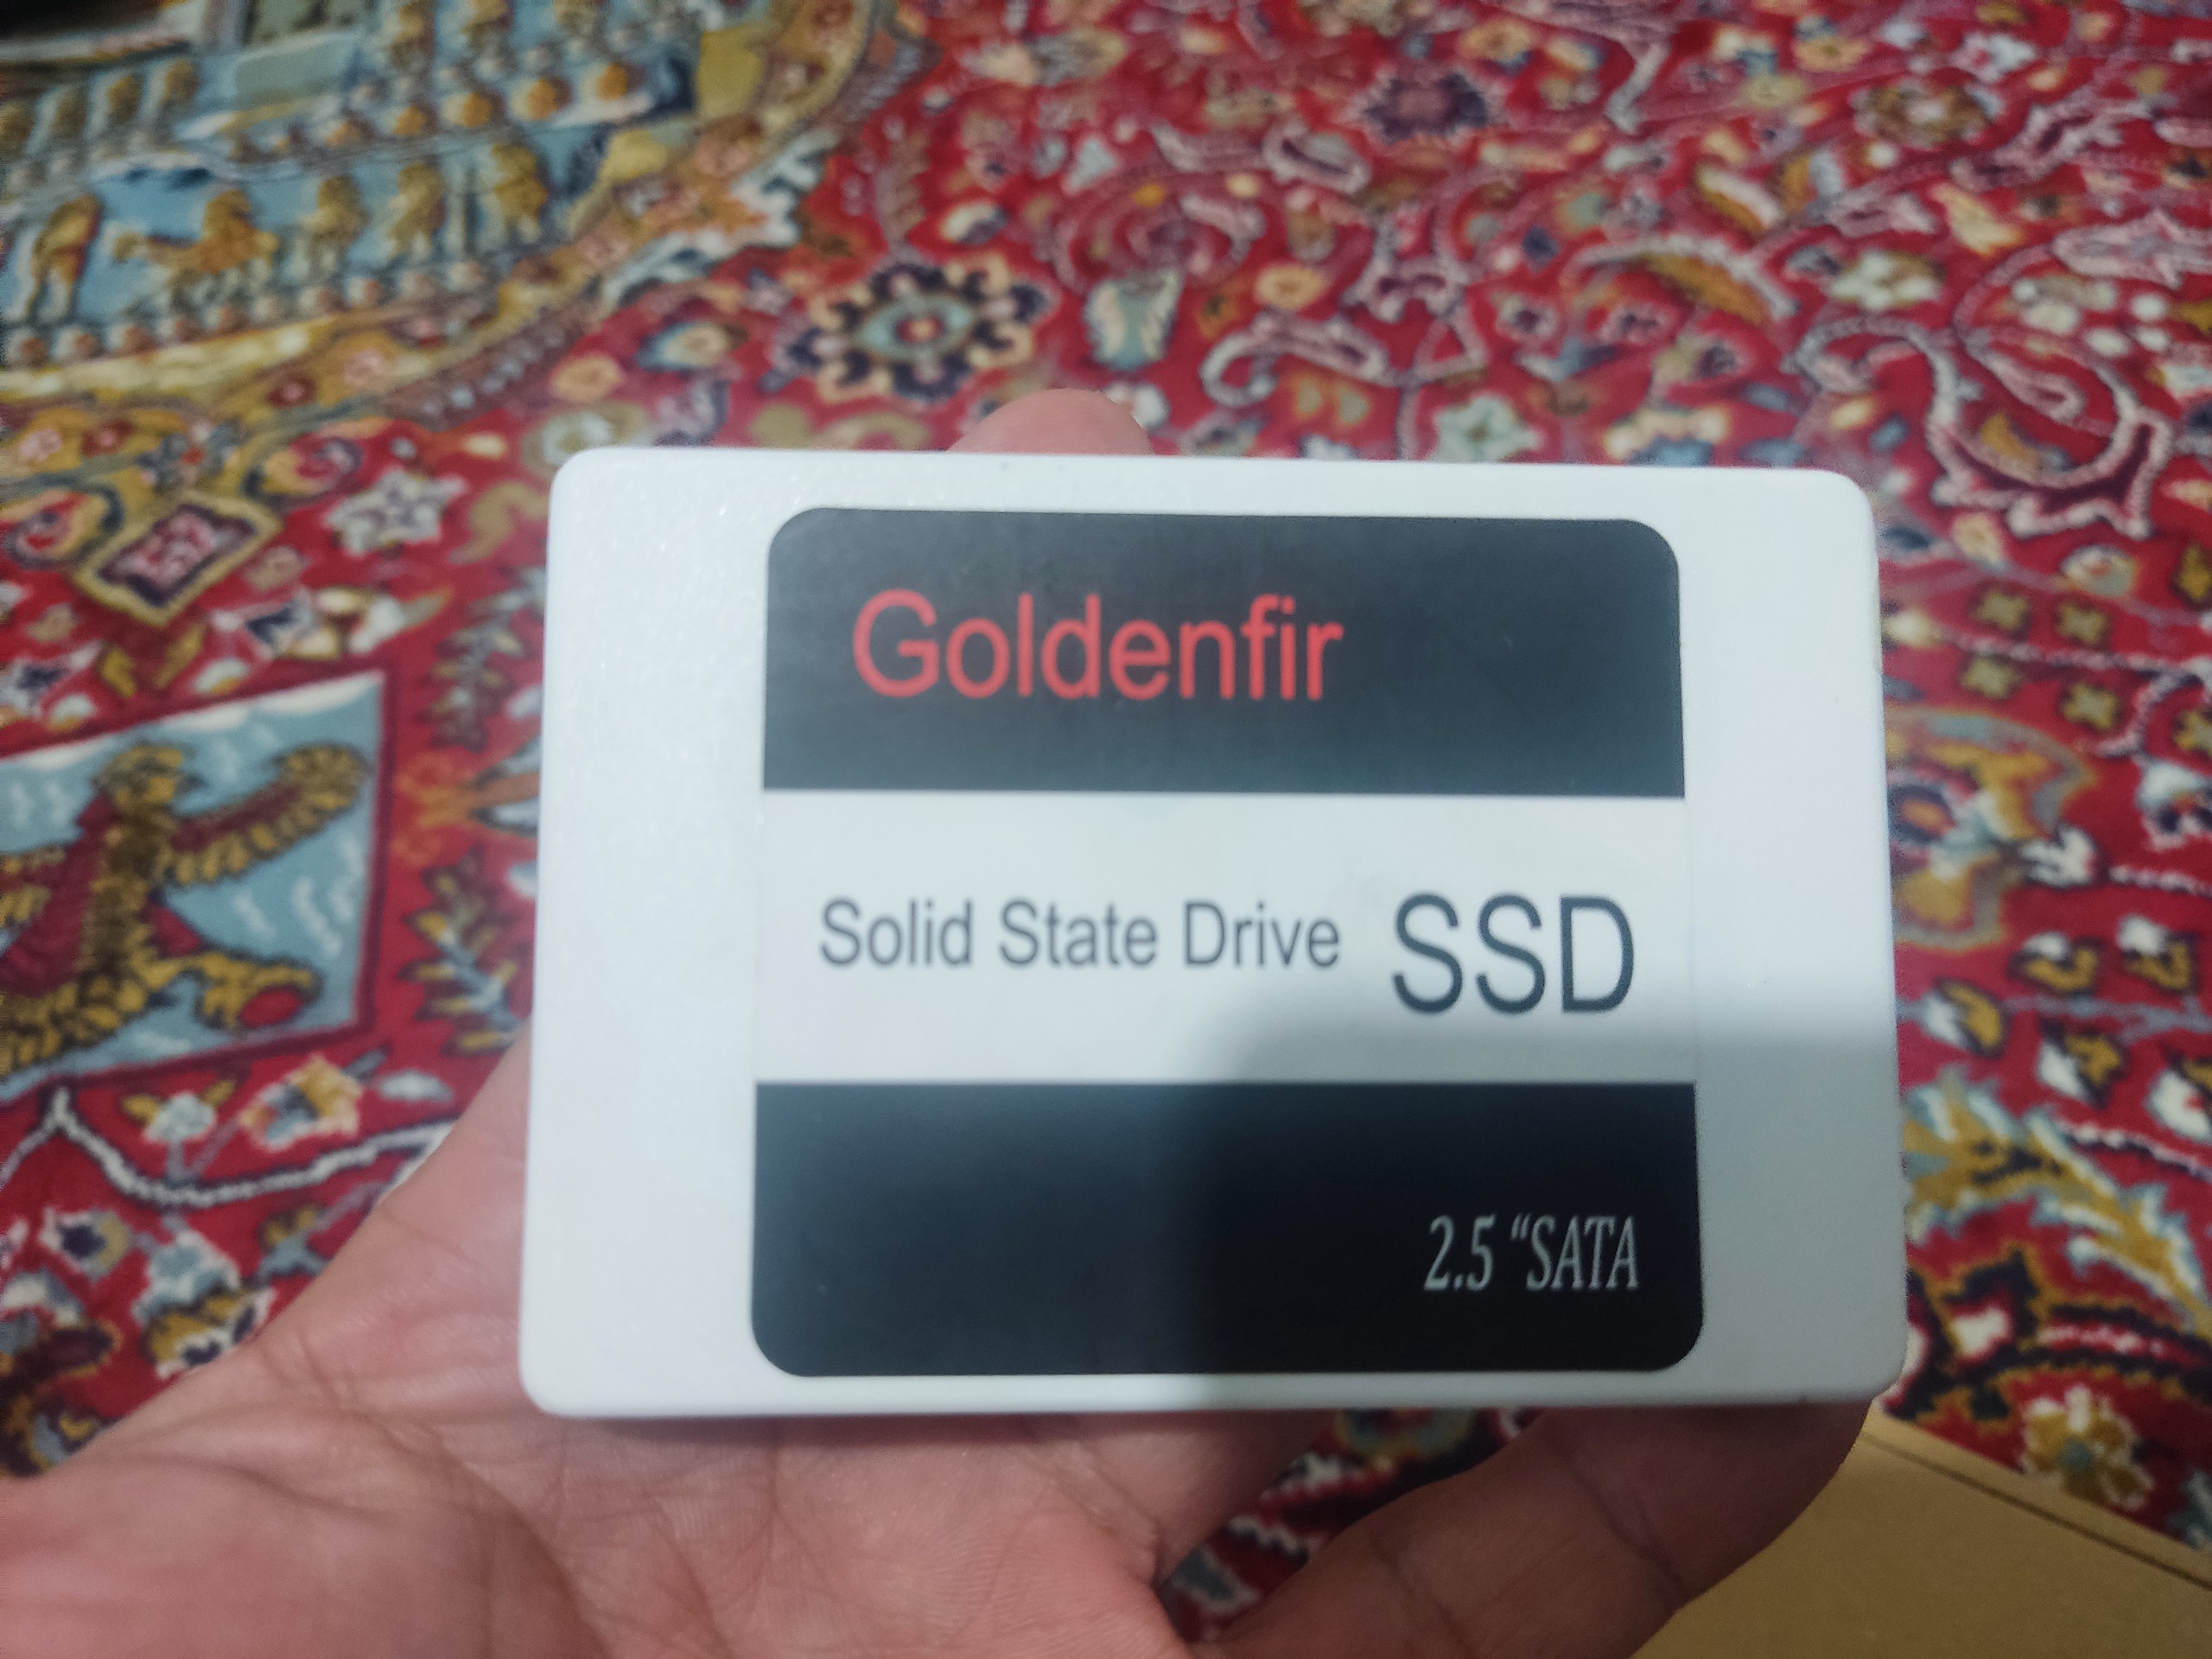 Goldenfir
Solid State Drive SSD
2.5 “SATA